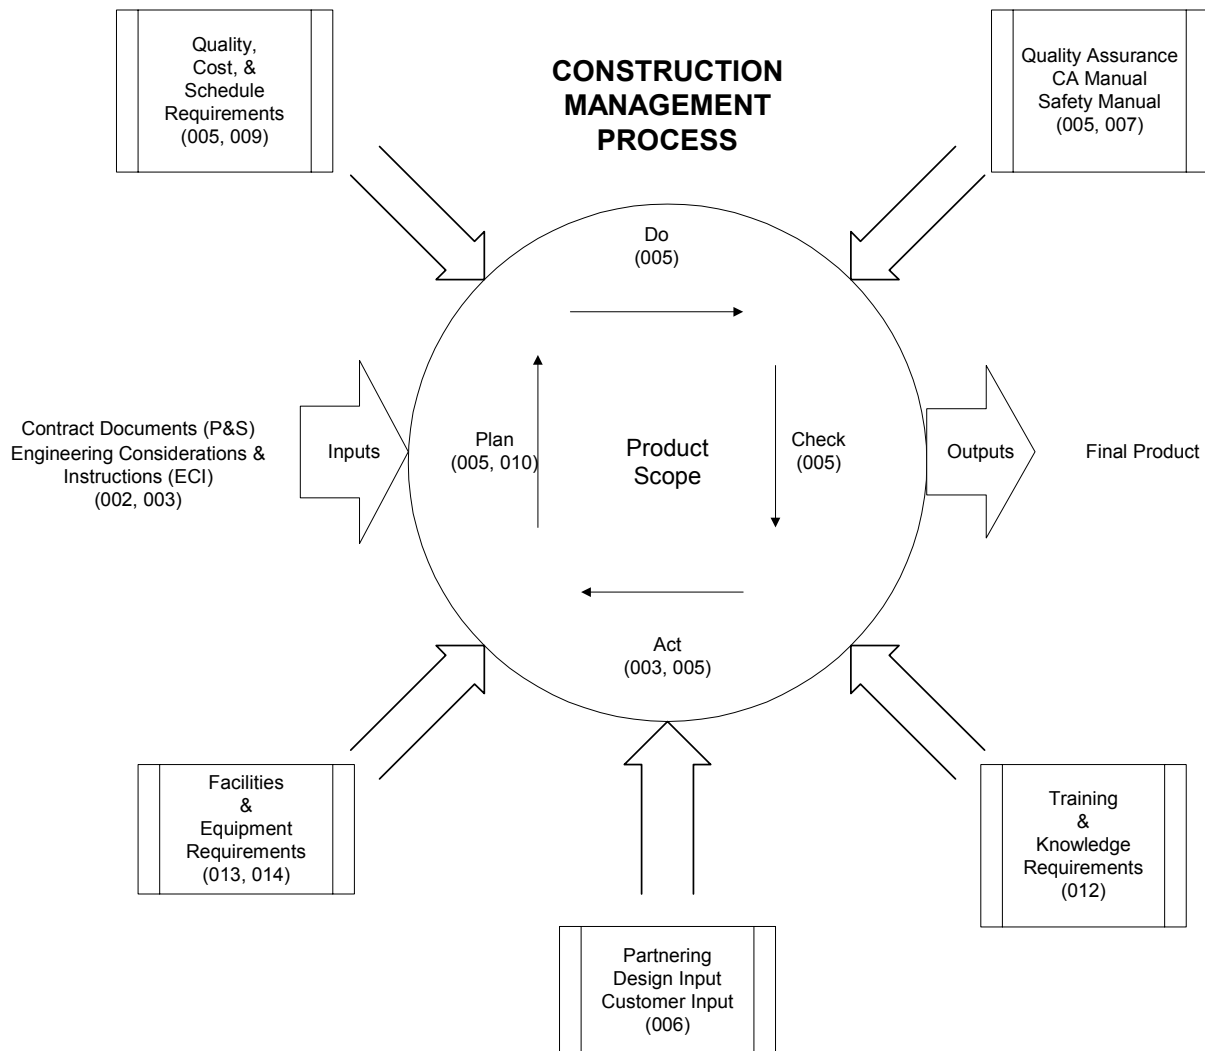 Quality,
Cost, &
Schedule
Requirements
(005, 009)
CONSTRUCTION
MANAGEMENT
PROCESS
Quality Assurance
CA Manual
Safety Manual
(005, 007)
Do
(005)
Contract Documents (P&S)
Engineering Considerations &
Instructions (ECI)
(002, 003)
Inputs
Plan
(005, 010)
Product
Scope
Check
(005)
Outputs
Final Product
Act
(003, 005)
Facilities
&
Equipment
Requirements
(013, 014)
Training
&
Knowledge
Requirements
(012)
Partnering
Design Input
Customer Input
(006)